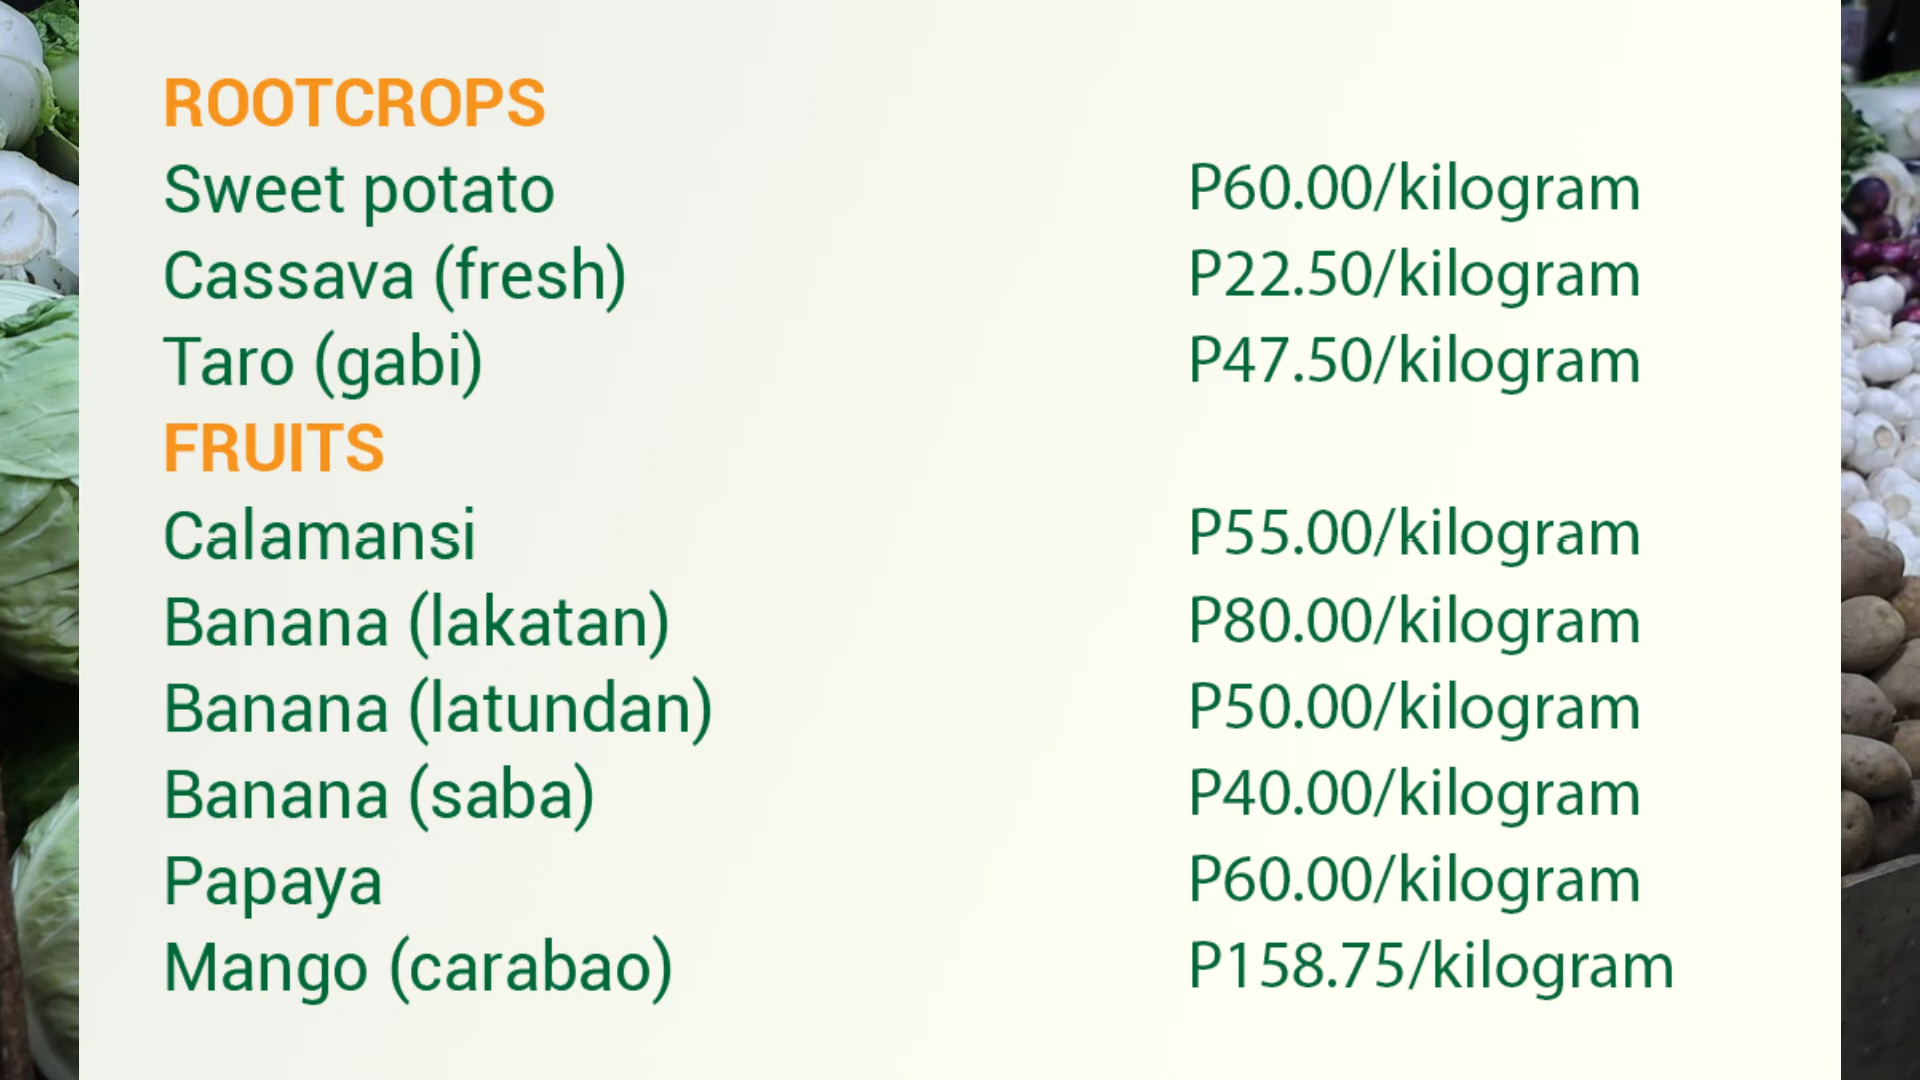 ROOTCROPS
Sweet potato P60.00/kilogram
Cassava (fresh) P22.50/kilogram
Taro (gabi) P47.50/kilogram
FRUITS
Calamansi P55.00/kilogram
Banana (lakatan) P80.00/kilogram
Banana (latundan) P50.00/kilogram
Banana (saba) P40.00/kilogram
Papaya P60.00/kilogram
Mango (carabao) P158.75/kilogram